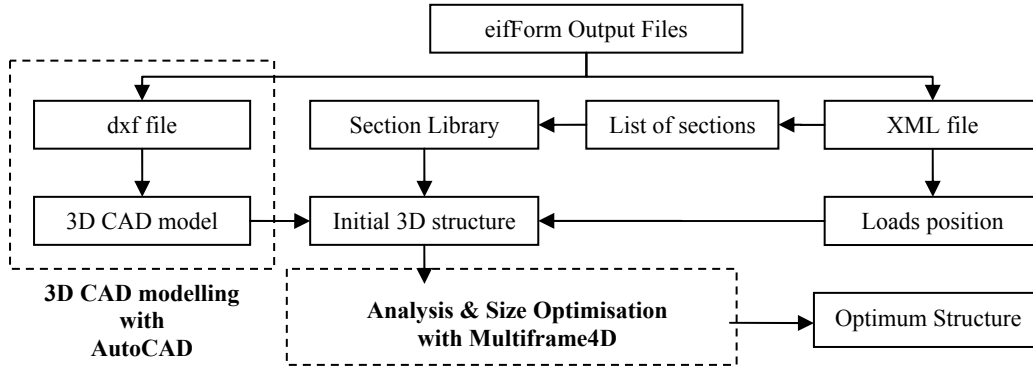 eifForm Output Files
dxf file
Section Library
List of sections
XML file
3D CAD model
Initial 3D structure
Loads position
3D CAD modelling
with
AutoCAD
Analysis & Size Optimisation
with Multiframe4D
Optimum Structure